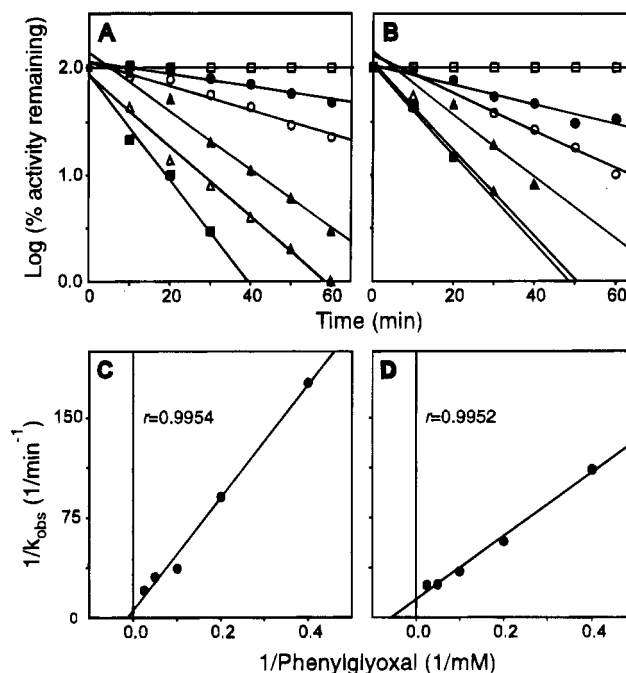 A
B
2.0
1.0
0.0
Log (% activity remaining)
0 20 40 60
0 20 40 60
Time (min)
C
D
r=0.9954
r=0.9952
150
75
0
1/k_obs (1/min⁻¹)
0.0 0.2 0.4
0.0 0.2 0.4
1/Phenylglyoxal (1/mM)